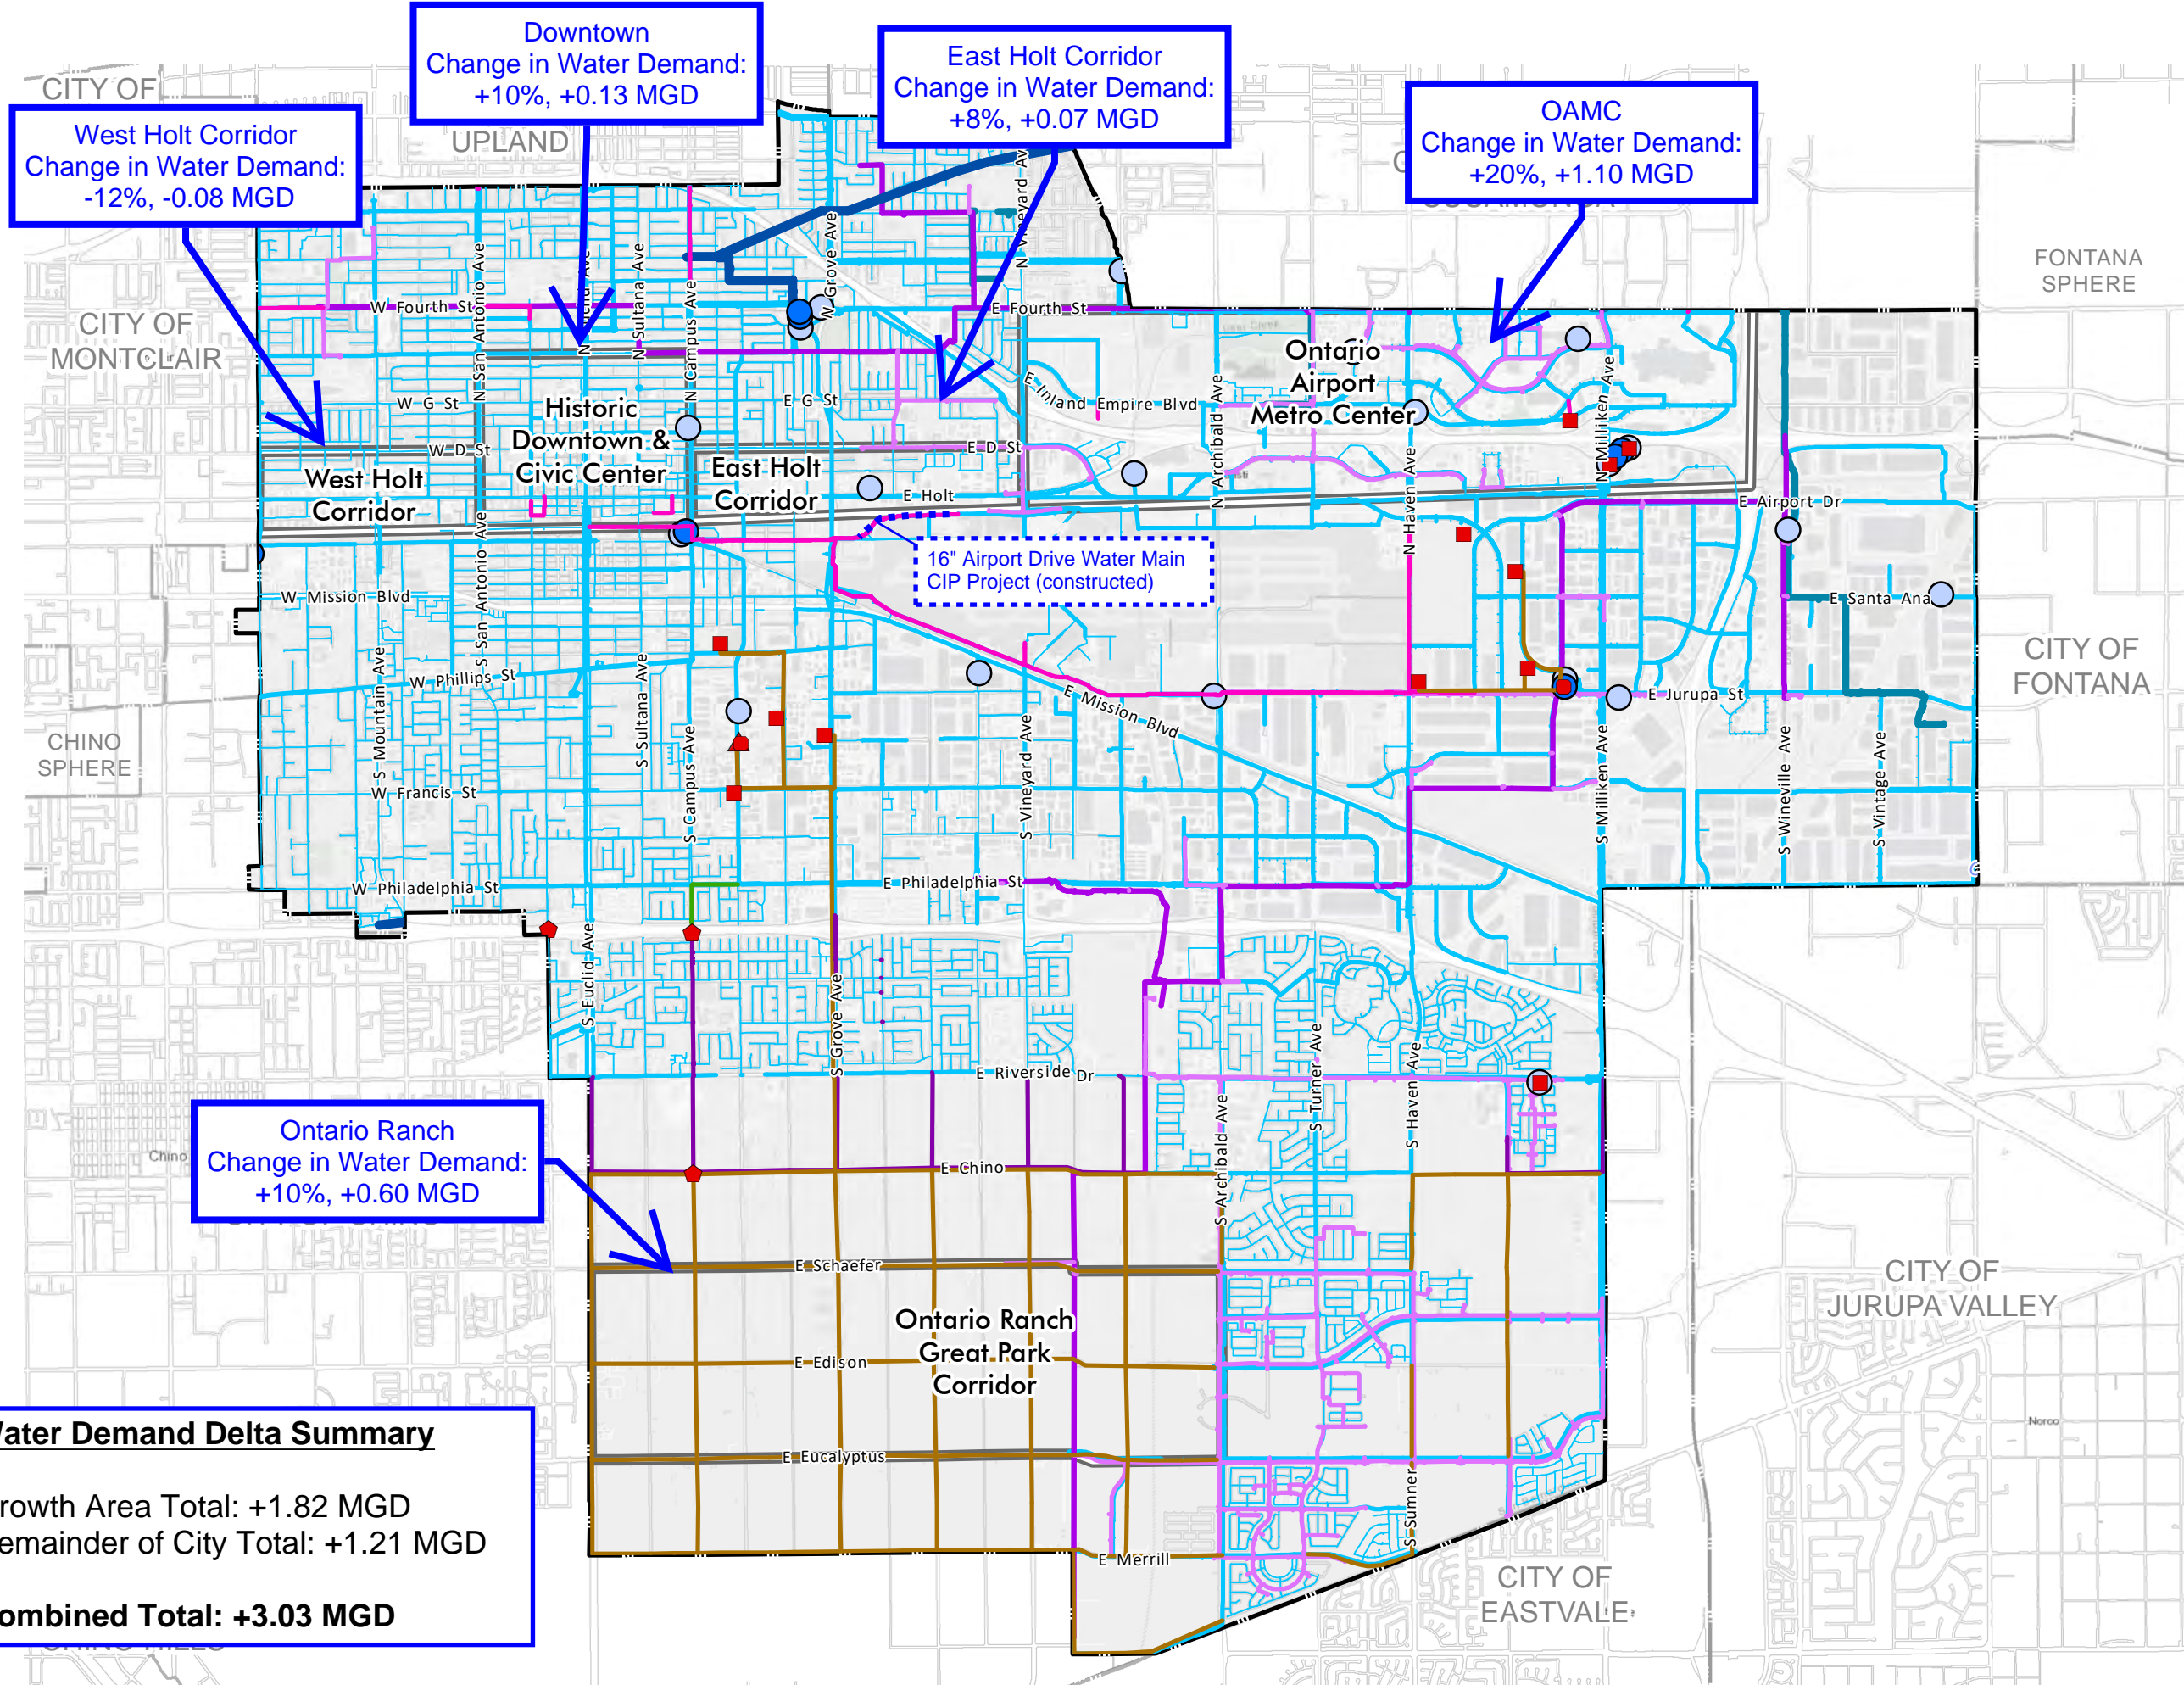 Downtown
Change in Water Demand:
+10%, +0.13 MGD
East Holt Corridor
Change in Water Demand:
+8%, +0.07 MGD
OAMC
Change in Water Demand:
+20%, +1.10 MGD
West Holt Corridor
Change in Water Demand:
-12%, -0.08 MGD
CITY OF
UPLAND
FONTANA
SPHERE
CITY OF
MONTCLAIR
W Fourth St
E Fourth St
N San Antonio Ave
N Sultana Ave
N Campus Ave
N Grove Ave
N Vineyard Av
W G St
E G St
E Inland Empire Blvd
N Archibald Ave
N Haven Ave
N Milliken Ave
Ontario
Airport
Metro Center
Historic
Downtown &
Civic Center
W D St
E D St
West Holt
Corridor
East Holt
Corridor
E Holt
E Airport Dr
16" Airport Drive Water Main
CIP Project (constructed)
W Mission Blvd
S San Antonio Ave
E Santa Ana
CITY OF
FONTANA
W Phillips St
S Mountain Ave
S Sultana Ave
S Campus Ave
E Mission Blvd
E Jurupa St
CHINO
SPHERE
W Francis St
S Vineyard Ave
S Milliken Ave
S Wineville Ave
S Vintage Ave
W Philadelphia St
E Philadelphia St
S Euclid Ave
S Grove Ave
S Turner Ave
S Haven Ave
S Archibald Ave
E Riverside Dr
Ontario Ranch
Change in Water Demand:
+10%, +0.60 MGD
Chino
E Chino
E Schaefer
Ontario Ranch
Great Park
Corridor
E Edison
CITY OF
JURUPA VALLEY
Norco
E Eucalyptus
S Sumner
E Merrill
CITY OF
EASTVALE
Water Demand Delta Summary
rowth Area Total: +1.82 MGD
emainder of City Total: +1.21 MGD
ombined Total: +3.03 MGD